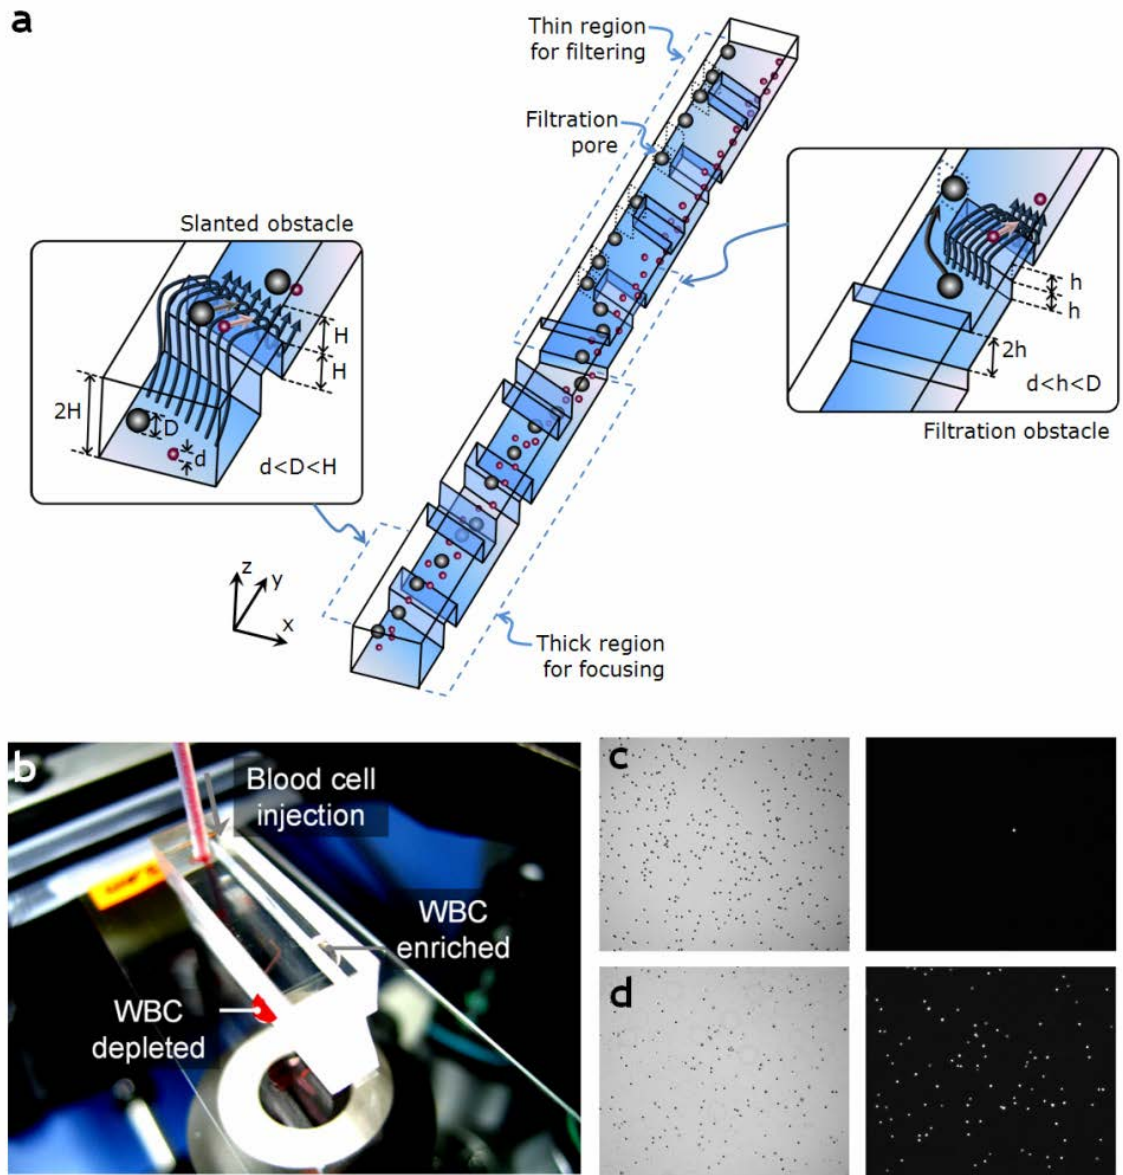 a
Thin region
for filtering
Filtration
pore
Slanted obstacle
H
H
2H
D
d
d<D<H
h
h
2h
d<h<D
Filtration obstacle
z
y
x
Thick region
for focusing
b
Blood cell
injection
WBC
enriched
WBC
depleted
c
d